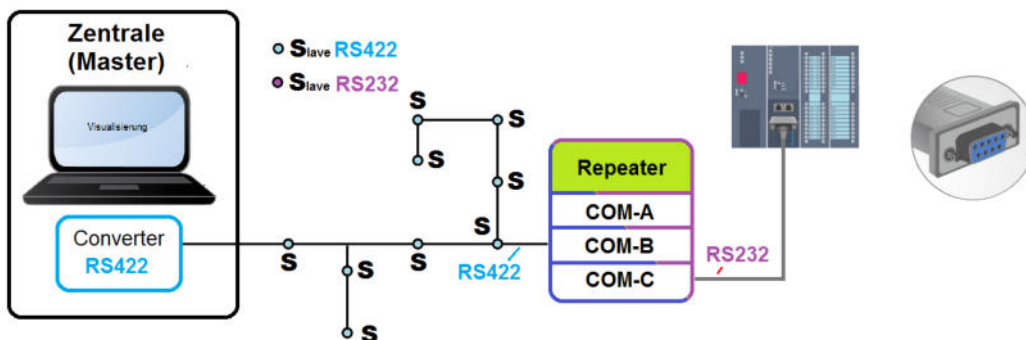 Zentrale
(Master)
Visualisierung
Converter
RS422
Slave RS422
Slave RS232
S
S
S
S
S
S
S
S
S
RS422
Repeater
COM-A
COM-B
COM-C
RS232